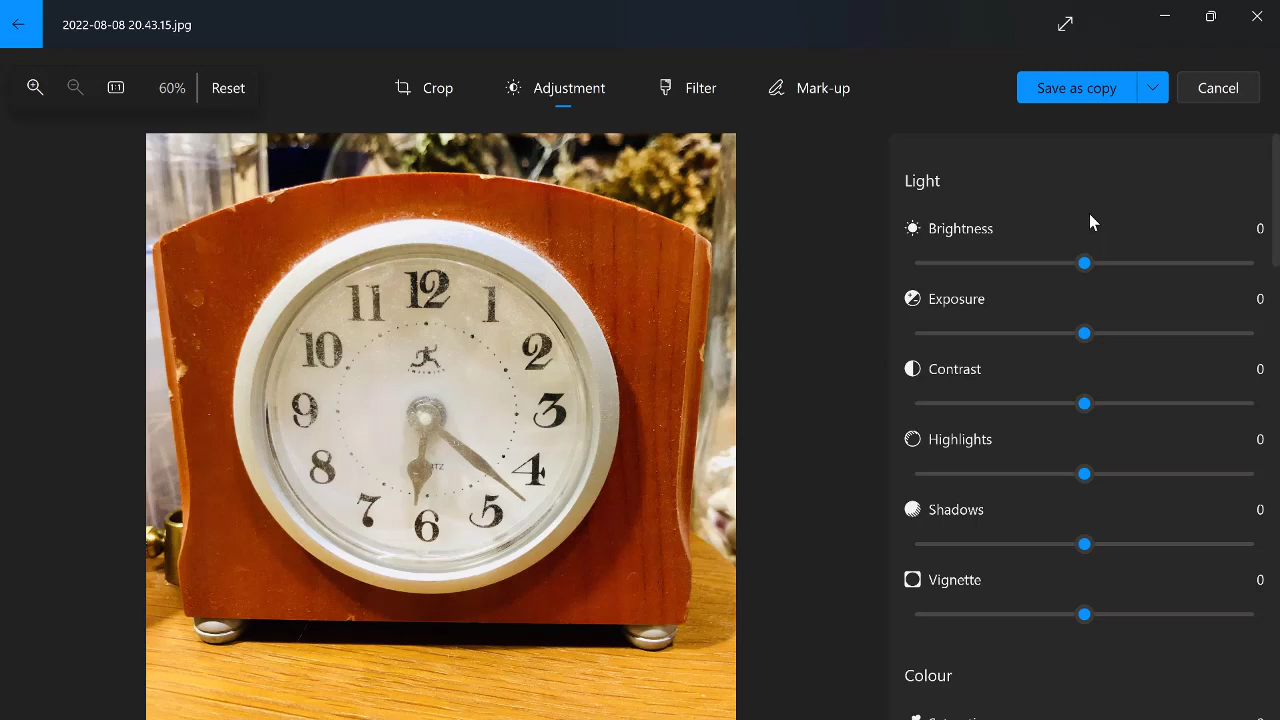 2022-08-08 20.43.15.jpg
60% Reset
Crop Adjustment Filter Mark-up
Save as copy Cancel
Light
Brightness 0
Exposure 0
Contrast 0
Highlights 0
Shadows 0
Vignette 0
Colour
12
11 1
10 2
9 3
8 4
7 5
6